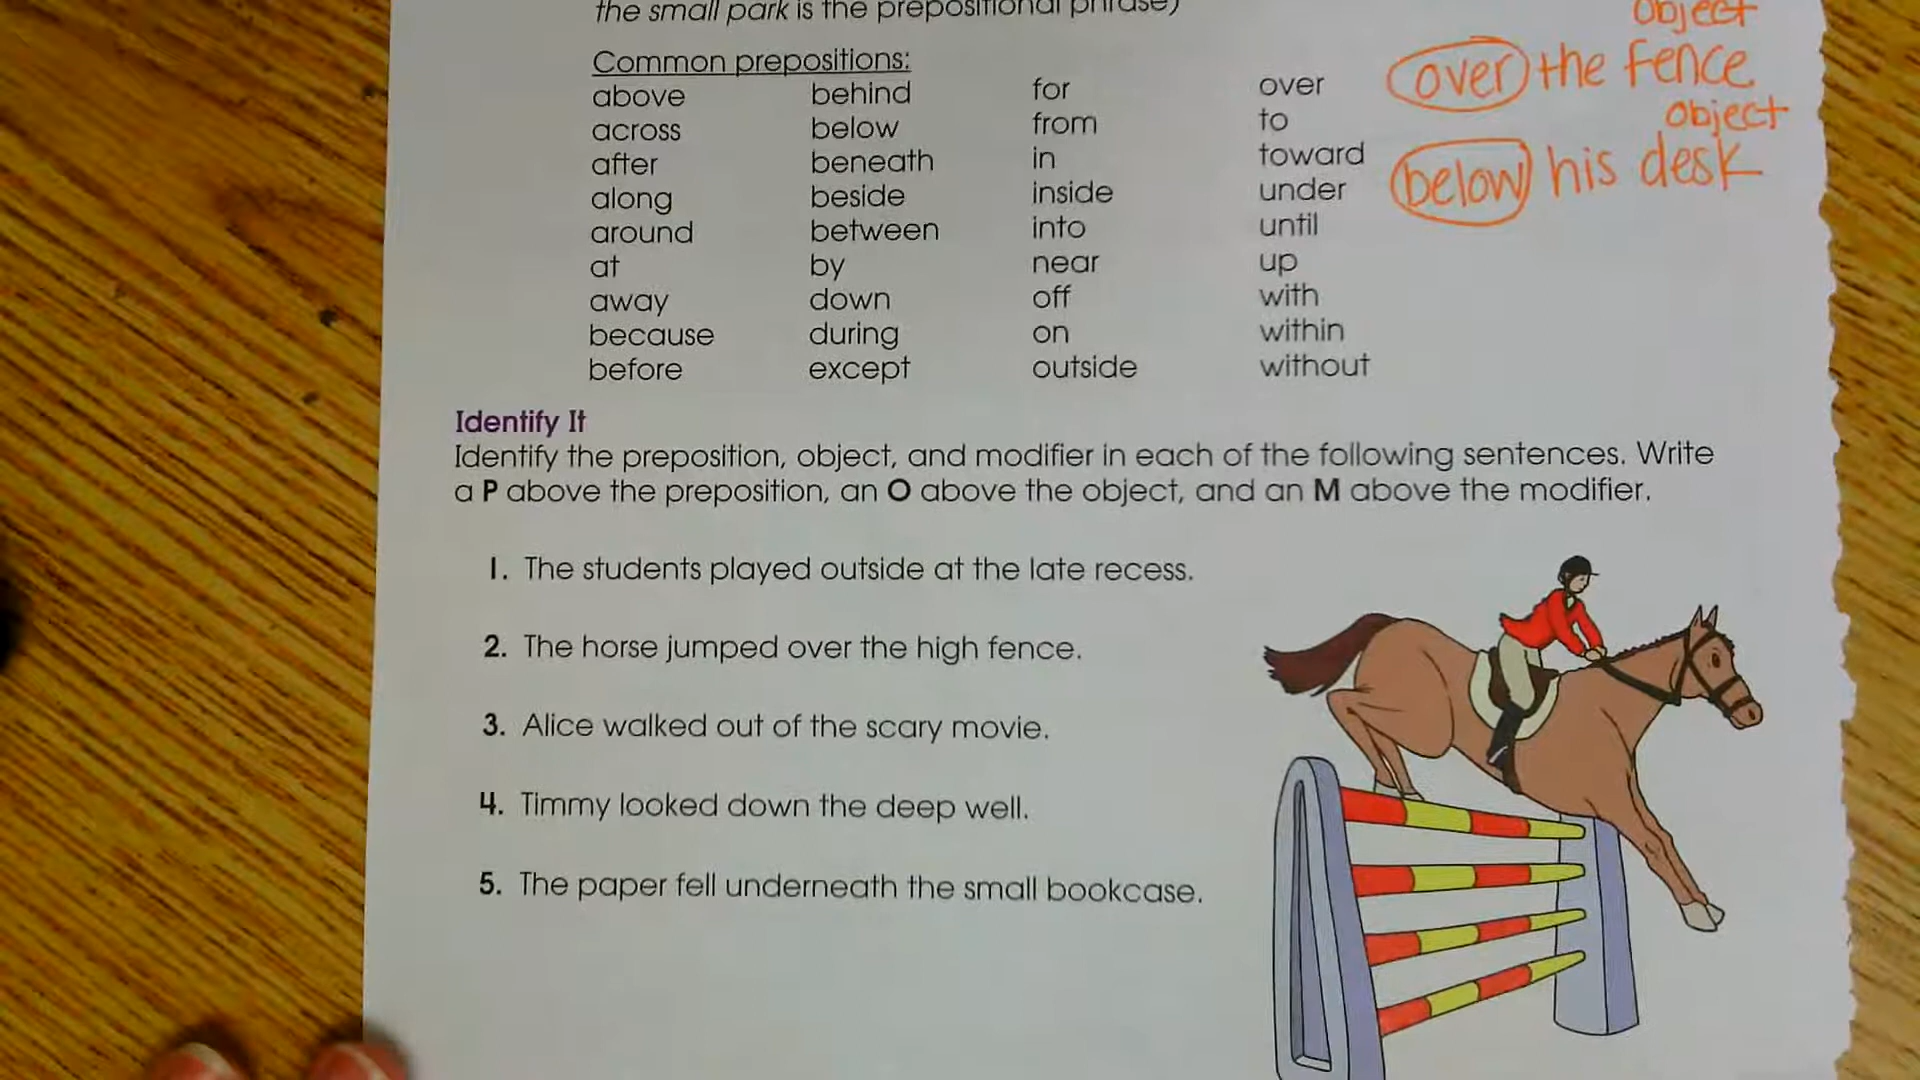 the small park is the prepositional phrase)
Object
Common prepositions:
above behind for over
across below from to
after beneath in toward
along beside inside under
around between into until
at by near up
away down off with
because during on within
before except outside without
over the fence
object
below his desk
Identify It
Identify the preposition, object, and modifier in each of the following sentences. Write
a P above the preposition, an O above the object, and an M above the modifier.
1. The students played outside at the late recess.
2. The horse jumped over the high fence.
3. Alice walked out of the scary movie.
4. Timmy looked down the deep well.
5. The paper fell underneath the small bookcase.